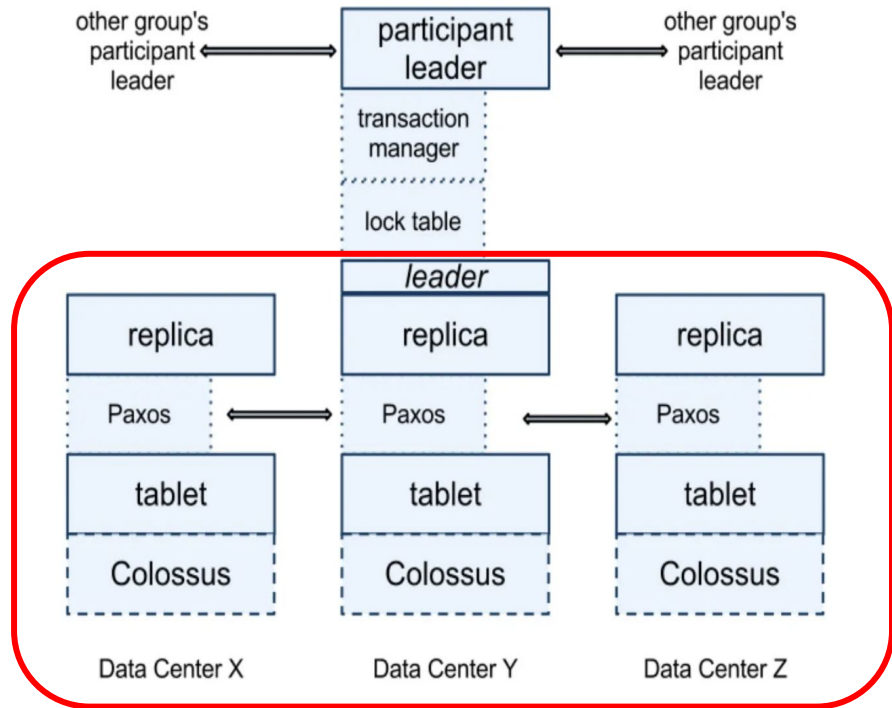 other group's
participant
leader
participant
leader
other group's
participant
leader
transaction
manager
lock table
leader
replica
replica
replica
Paxos
Paxos
Paxos
tablet
tablet
tablet
Colossus
Colossus
Colossus
Data Center X
Data Center Y
Data Center Z